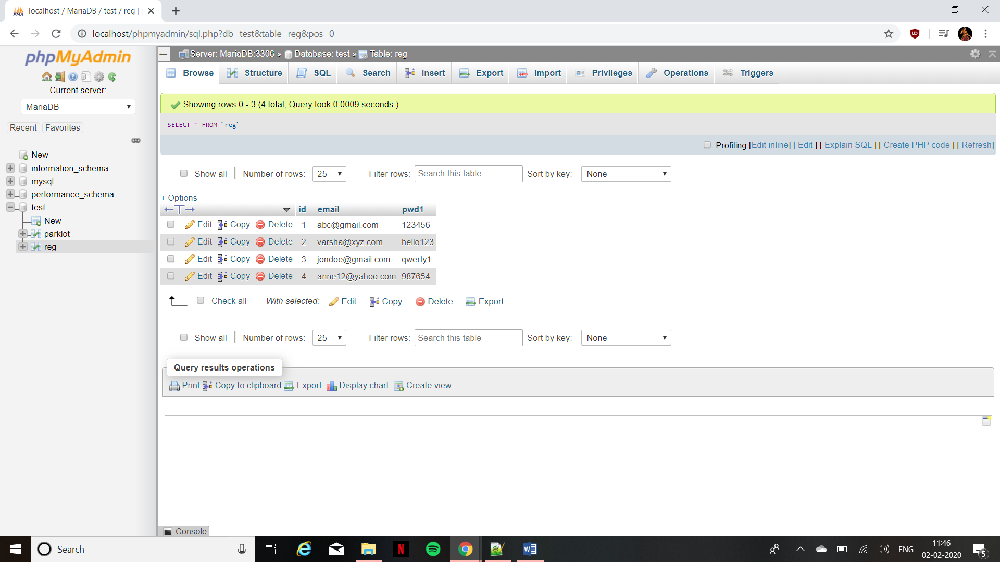 localhost / MariaDB / test / reg |
localhost/phpmyadmin/sql.php?db=test&table=reg&pos=0
phpMyAdmin
Current server:
MariaDB
Recent Favorites
New
information_schema
mysql
performance_schema
test
New
parklot
reg
Server: MariaDB:3306 » Database: test » Table: reg
Browse Structure SQL Search Insert Export Import Privileges Operations Triggers
Showing rows 0 - 3 (4 total, Query took 0.0009 seconds.)
SELECT * FROM `reg`
Profiling [Edit inline] [ Edit ] [ Explain SQL ] [ Create PHP code ] [ Refresh]
Show all Number of rows: 25 Filter rows: Search this table Sort by key: None
+ Options
id email pwd1
Edit Copy Delete 1 abc@gmail.com 123456
Edit Copy Delete 2 varsha@xyz.com hello123
Edit Copy Delete 3 jondoe@gmail.com qwerty1
Edit Copy Delete 4 anne12@yahoo.com 987654
Check all With selected: Edit Copy Delete Export
Show all Number of rows: 25 Filter rows: Search this table Sort by key: None
Query results operations
Print Copy to clipboard Export Display chart Create view
Console
Search
ENG
11:46
02-02-2020
5